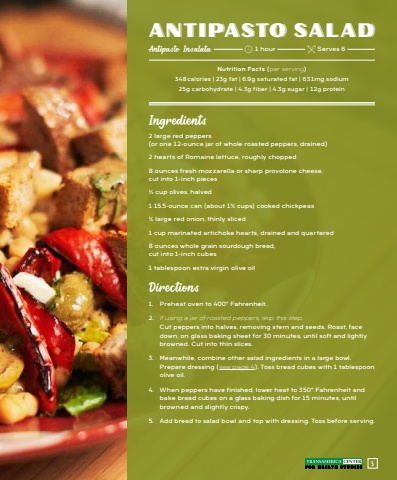 ANTIPASTO SALAD
Antipasto Insalata 1 hour Serves 6
Nutrition Facts (per serving)
348 calories | 23g fat | 6.9g saturated fat | 631mg sodium
25g carbohydrate | 4.3g fiber | 4.3g sugar | 12g protein
Ingredients
2 large red peppers
(or one 12-ounce jar of whole roasted peppers, drained)
2 hearts of Romaine lettuce, roughly chopped
8 ounces fresh mozzarella or sharp provolone cheese,
cut into 1-inch pieces
cup olives, halved
1 15.5-ounce can (about 1½ cups) cooked chickpeas
large red onion, thinly sliced
1 cup marinated artichoke hearts, drained and quartered
8 ounces whole grain sourdough bread,
cut into 1-inch cubes
1 tablespoon extra virgin olive oil
Directions
1. Preheat oven to 400° Fahrenheit.
2. If using a jar of roasted peppers, skip this step.
Cut peppers into halves, removing stem and seeds. Roast, face
down, on glass baking sheet for 30 minutes, until soft and lightly
browned. Cut into thin slices.
3. Meanwhile, combine other salad ingredients in a large bowl.
Prepare dressing (see page 4). Toss bread cubes with 1 tablespoon
olive oil.
4. When peppers have finished, lower heat to 350° Fahrenheit and
bake bread cubes on a glass baking dish for 15 minutes, until
browned and slightly crisp.
5. Add bread to salad bowl and top with dressing. Toss before serving.
TRANSAMERICA CENTER
FOR HEALTH STUDIES